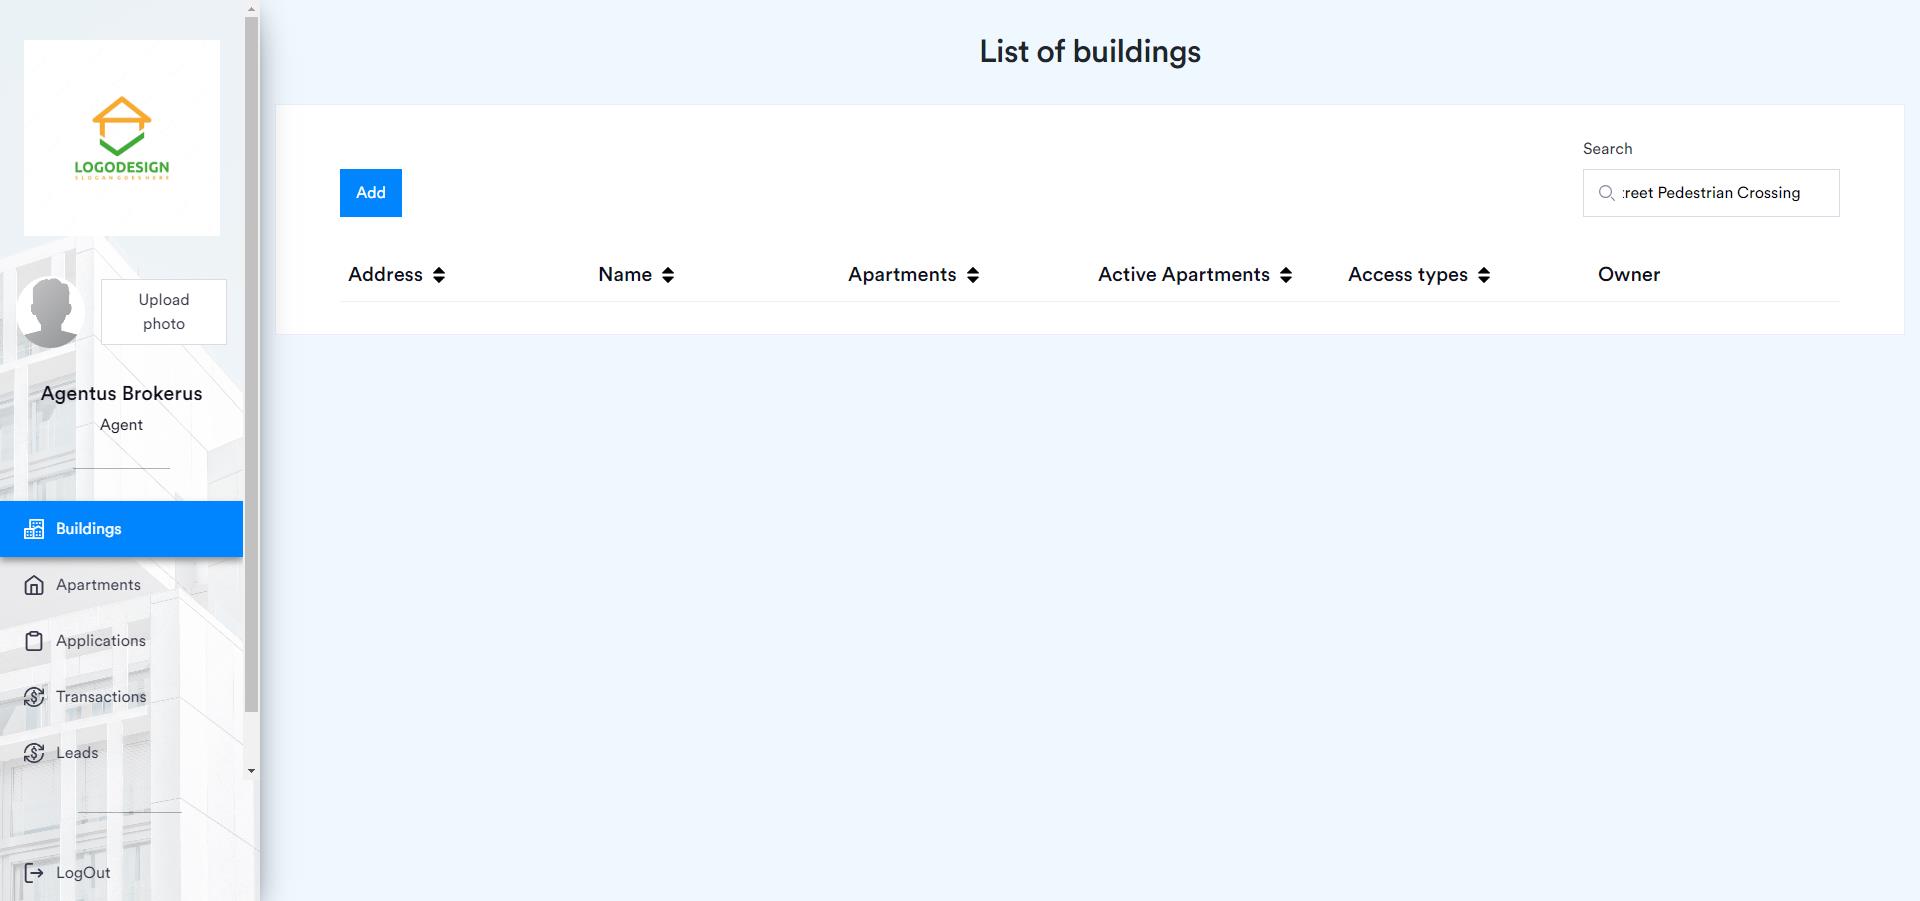 LOGODESIGN
SLOGANGOESHERE
Upload
photo
Agentus Brokerus
Agent
Buildings
Apartments
Applications
Transactions
Leads
LogOut
List of buildings
Search
Add
reet Pedestrian Crossing
Address
Name
Apartments
Active Apartments
Access types
Owner